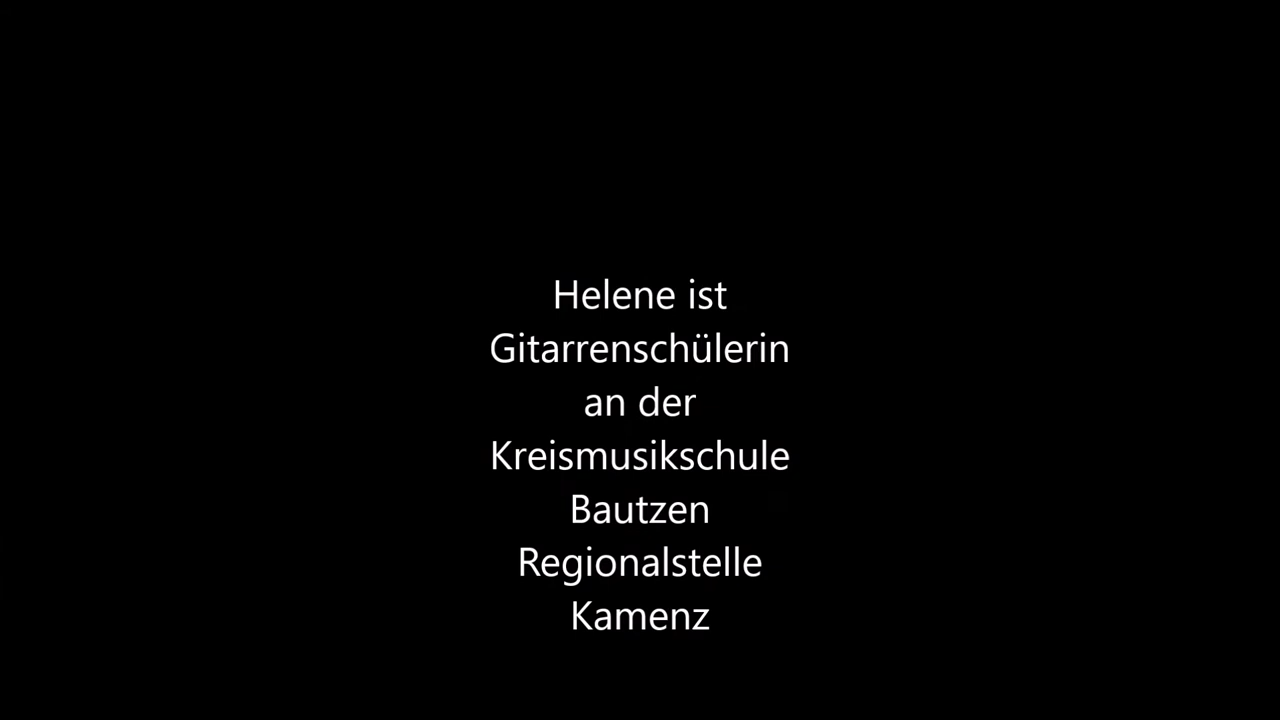 Helene ist
Gitarrenschülerin
an der
Kreismusikschule
Bautzen
Regionalstelle
Kamenz